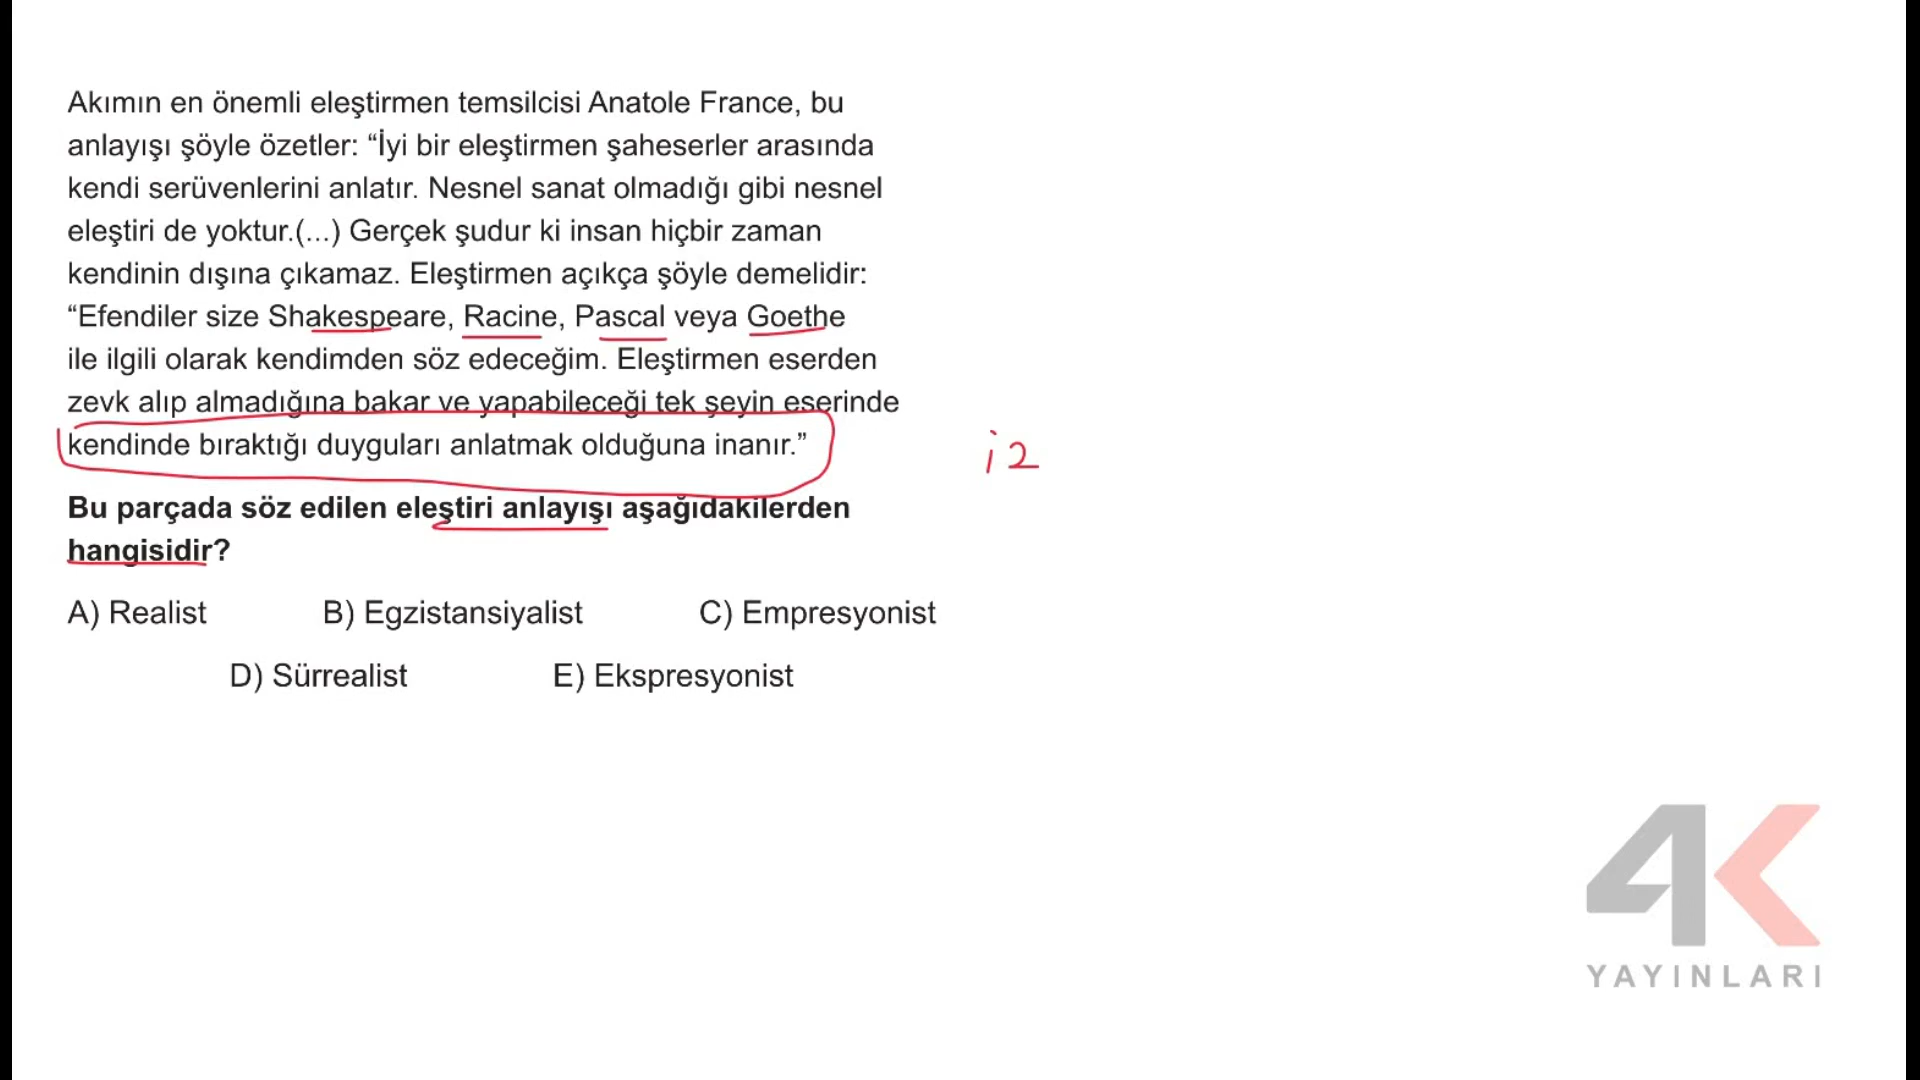 Akımın en önemli eleştirmen temsilcisi Anatole France, bu
anlayışı şöyle özetler: “İyi bir eleştirmen şaheserler arasında
kendi serüvenlerini anlatır. Nesnel sanat olmadığı gibi nesnel
eleştiri de yoktur.(...) Gerçek şudur ki insan hiçbir zaman
kendinin dışına çıkamaz. Eleştirmen açıkça şöyle demelidir:
“Efendiler size Shakespeare, Racine, Pascal veya Goethe
ile ilgili olarak kendimden söz edeceğim. Eleştirmen eserden
zevk alıp almadığına bakar ve yapabileceği tek şeyin eserinde
kendinde bıraktığı duyguları anlatmak olduğuna inanır.”
iz
Bu parçada söz edilen eleştiri anlayışı aşağıdakilerden
hangisidir?
A) Realist B) Egzistansiyalist C) Empresyonist
D) Sürrealist E) Ekspresyonist
4K
YAYINLARI